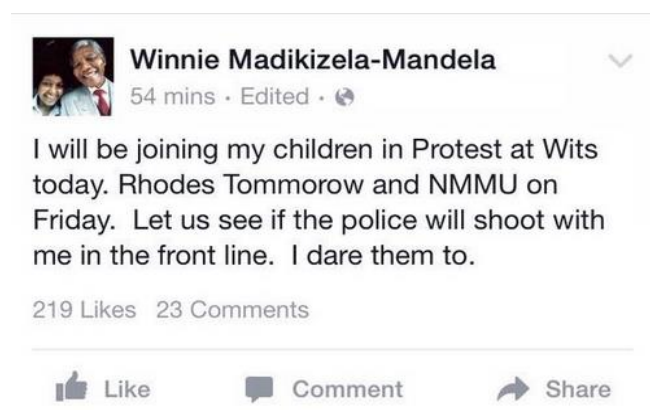 Winnie Madikizela-Mandela
54 mins · Edited ·
I will be joining my children in Protest at Wits
today. Rhodes Tommorow and NMMU on
Friday.  Let us see if the police will shoot with
me in the front line.  I dare them to.
219 Likes   23 Comments
Like   Comment   Share